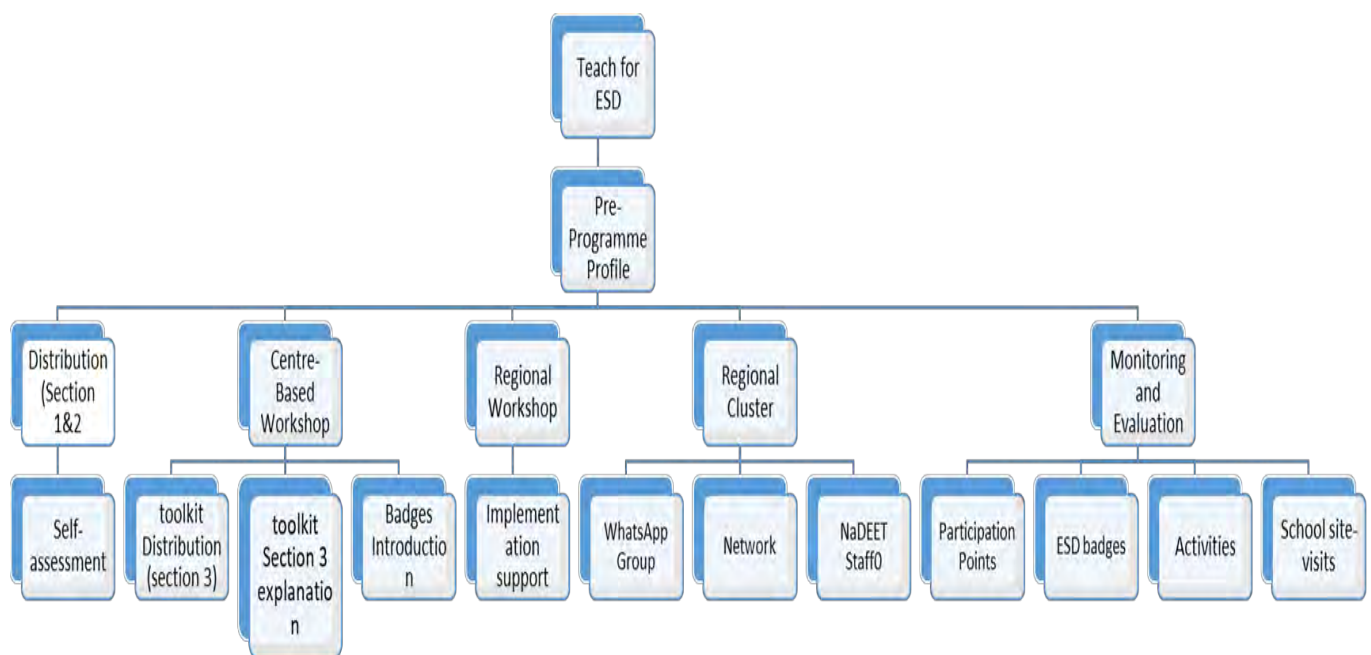 Teach for
ESD
Pre-
Programme
Profile
Distribution
(Section
1&2
Centre-
Based
Workshop
Regional
Workshop
Regional
Cluster
Monitoring
and
Evaluation
Self-
assessment
toolkit
Distribution
(section 3)
toolkit
Section 3
explanatio
n
Badges
Introductio
n
Implement
ation
support
WhatsApp
Group
Network
NaDEET
Staff0
Participation
Points
ESD badges
Activities
School site-
visits